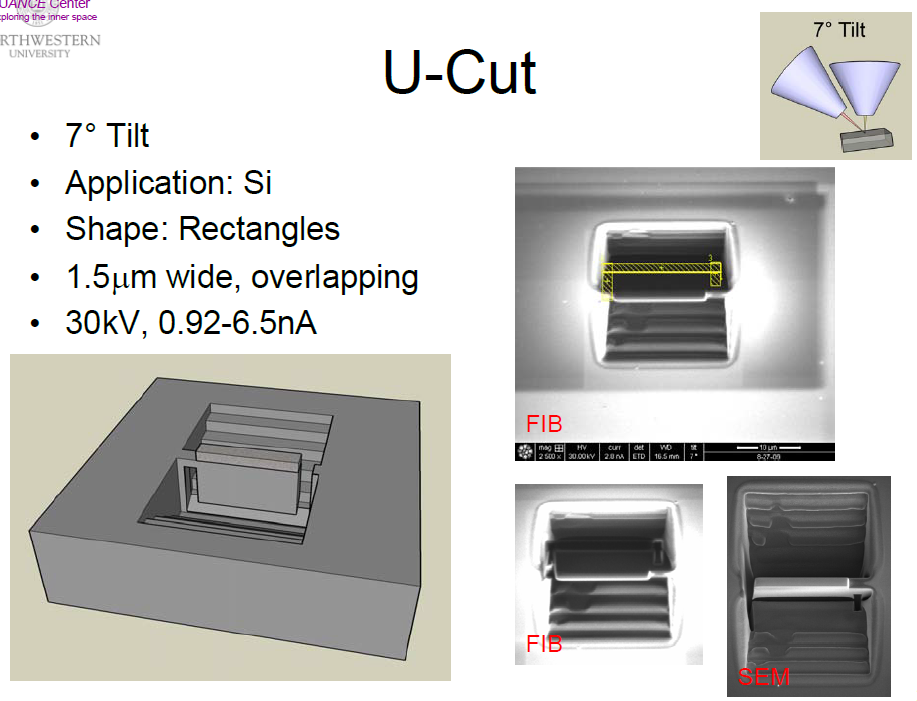 UANCE Center
ploring the inner space
RTHWESTERN
UNIVERSITY
U-Cut
7° Tilt
• 7° Tilt
• Application: Si
• Shape: Rectangles
• 1.5μm wide, overlapping
• 30kV, 0.92-6.5nA
3
FIB
mag HV curr det WD tilt 10 µm
2 500 x 30.00 kV 2.8 nA ETD 16.5 mm 7 ° 8-27-09
FIB
SEM